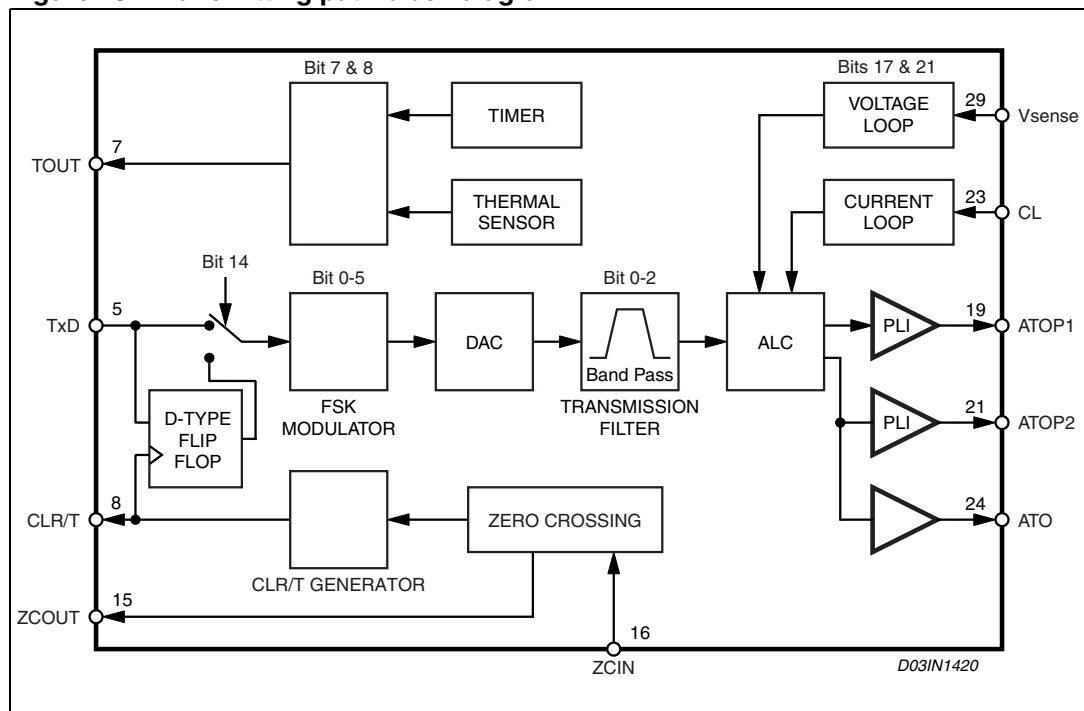 Bit 7 & 8
Bits 17 & 21
TIMER
VOLTAGE
LOOP
29
Vsense
7
TOUT
THERMAL
SENSOR
CURRENT
LOOP
23
CL
Bit 14
Bit 0-5
Bit 0-2
5
TxD
DAC
Band Pass
ALC
PLI
19
ATOP1
FSK
MODULATOR
TRANSMISSION
FILTER
D-TYPE
FLIP
FLOP
PLI
21
ATOP2
8
CLR/T
ZERO CROSSING
24
ATO
CLR/T GENERATOR
15
ZCOUT
16
ZCIN
D03IN1420